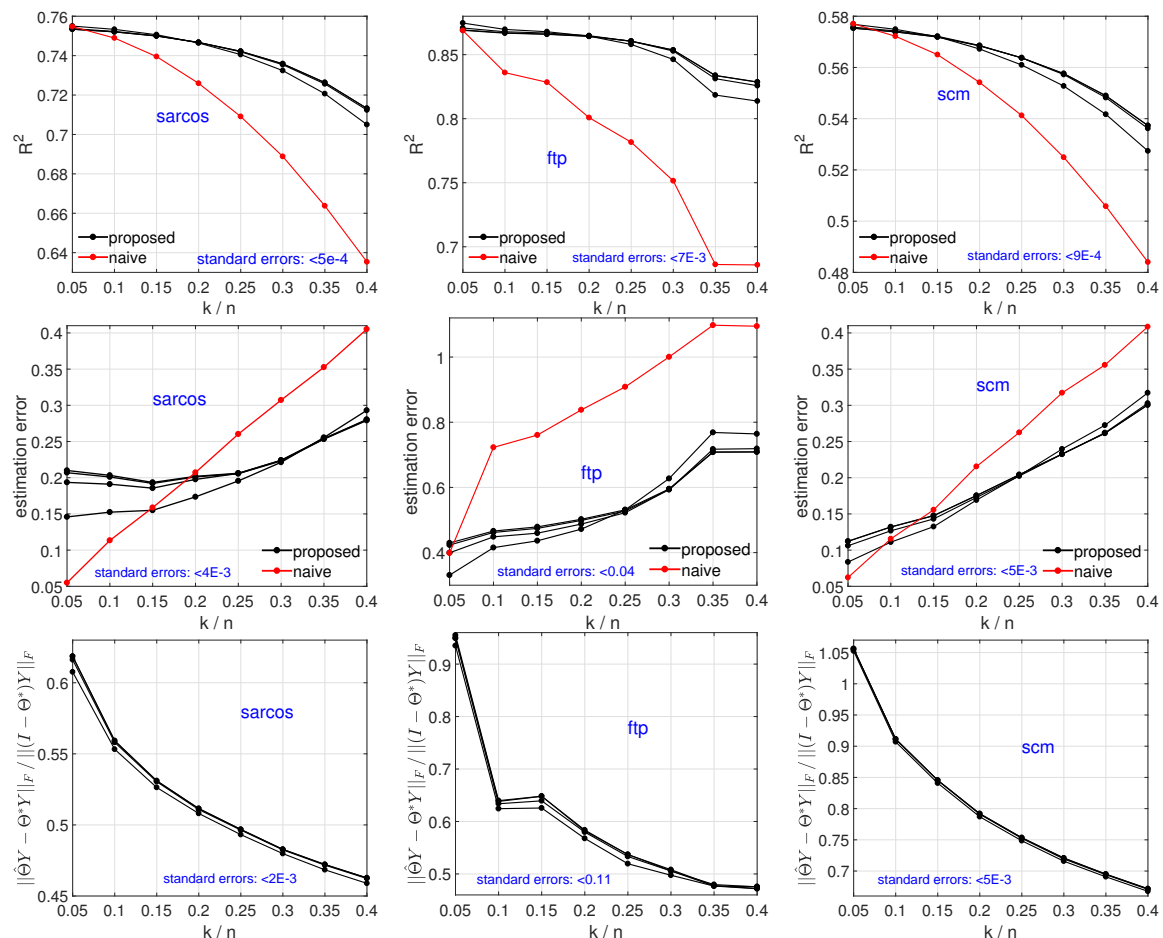 0.76
0.74
0.72
0.7
0.68
0.66
0.64
R²
sarcos
proposed
naive
standard errors: <5e-4
0.05 0.1 0.15 0.2 0.25 0.3 0.35 0.4
k / n
0.85
0.8
0.75
0.7
R²
ftp
proposed
naive
standard errors: <7E-3
0.05 0.1 0.15 0.2 0.25 0.3 0.35 0.4
k / n
0.58
0.56
0.54
0.52
0.5
0.48
R²
scm
proposed
naive
standard errors: <9E-4
0.05 0.1 0.15 0.2 0.25 0.3 0.35 0.4
k / n
0.4
0.35
0.3
0.25
0.2
0.15
0.1
0.05
estimation error
sarcos
proposed
naive
standard errors: <4E-3
0.05 0.1 0.15 0.2 0.25 0.3 0.35 0.4
k / n
1
0.8
0.6
0.4
estimation error
ftp
proposed
naive
standard errors: <0.04
0.05 0.1 0.15 0.2 0.25 0.3 0.35 0.4
k / n
0.4
0.35
0.3
0.25
0.2
0.15
0.1
0.05
estimation error
scm
proposed
naive
standard errors: <5E-3
0.05 0.1 0.15 0.2 0.25 0.3 0.35 0.4
k / n
0.6
0.55
0.5
0.45
||Θ̂Y − Θ*Y||_F / ||(I − Θ*)Y||_F
sarcos
standard errors: <2E-3
0.05 0.1 0.15 0.2 0.25 0.3 0.35 0.4
k / n
0.9
0.8
0.7
0.6
0.5
||Θ̂Y − Θ*Y||_F / ||(I − Θ*)Y||_F
ftp
standard errors: <0.11
0.05 0.1 0.15 0.2 0.25 0.3 0.35 0.4
k / n
1.05
1
0.95
0.9
0.85
0.8
0.75
0.7
||Θ̂Y − Θ*Y||_F / ||(I − Θ*)Y||_F
scm
standard errors: <5E-3
0.05 0.1 0.15 0.2 0.25 0.3 0.35 0.4
k / n